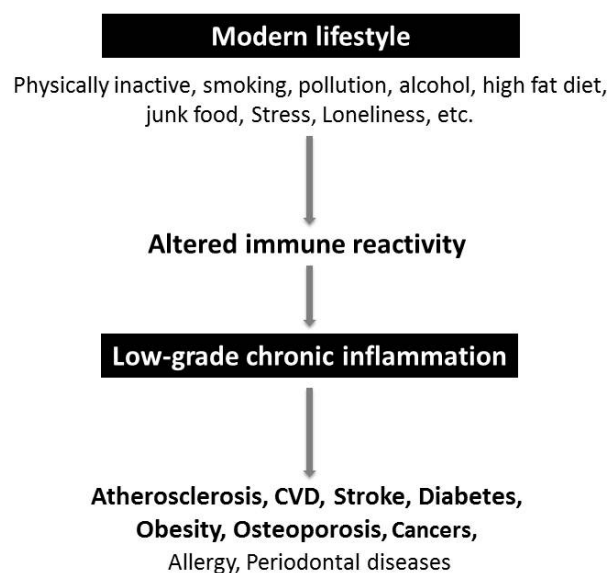 Modern lifestyle
Physically inactive, smoking, pollution, alcohol, high fat diet,
junk food, Stress, Loneliness, etc.
Altered immune reactivity
Low-grade chronic inflammation
Atherosclerosis, CVD, Stroke, Diabetes,
Obesity, Osteoporosis, Cancers,
Allergy, Periodontal diseases